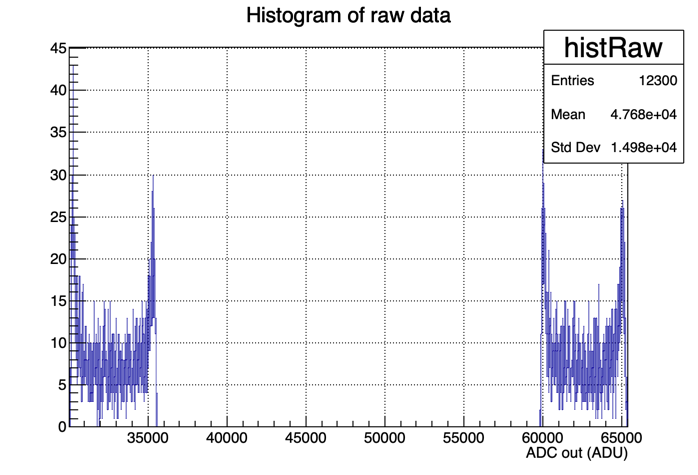 Histogram of raw data
histRaw
Entries 12300
Mean 4.768e+04
Std Dev 1.498e+04
45
40
35
30
25
20
15
10
5
0
35000 40000 45000 50000 55000 60000 65000
ADC out (ADU)